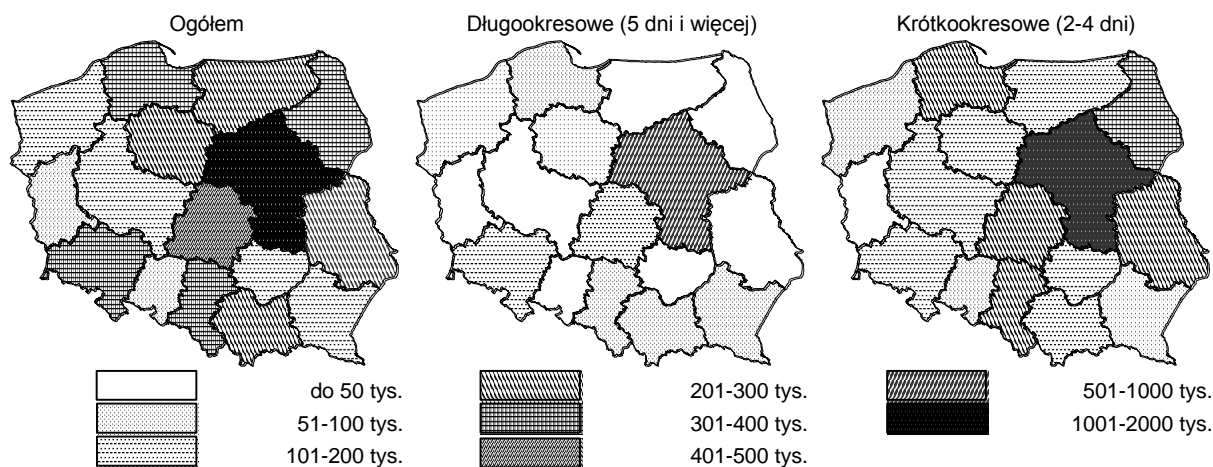 Ogółem
Długookresowe (5 dni i więcej)
Krótkookresowe (2-4 dni)
do 50 tys.
51-100 tys.
101-200 tys.
201-300 tys.
301-400 tys.
401-500 tys.
501-1000 tys.
1001-2000 tys.